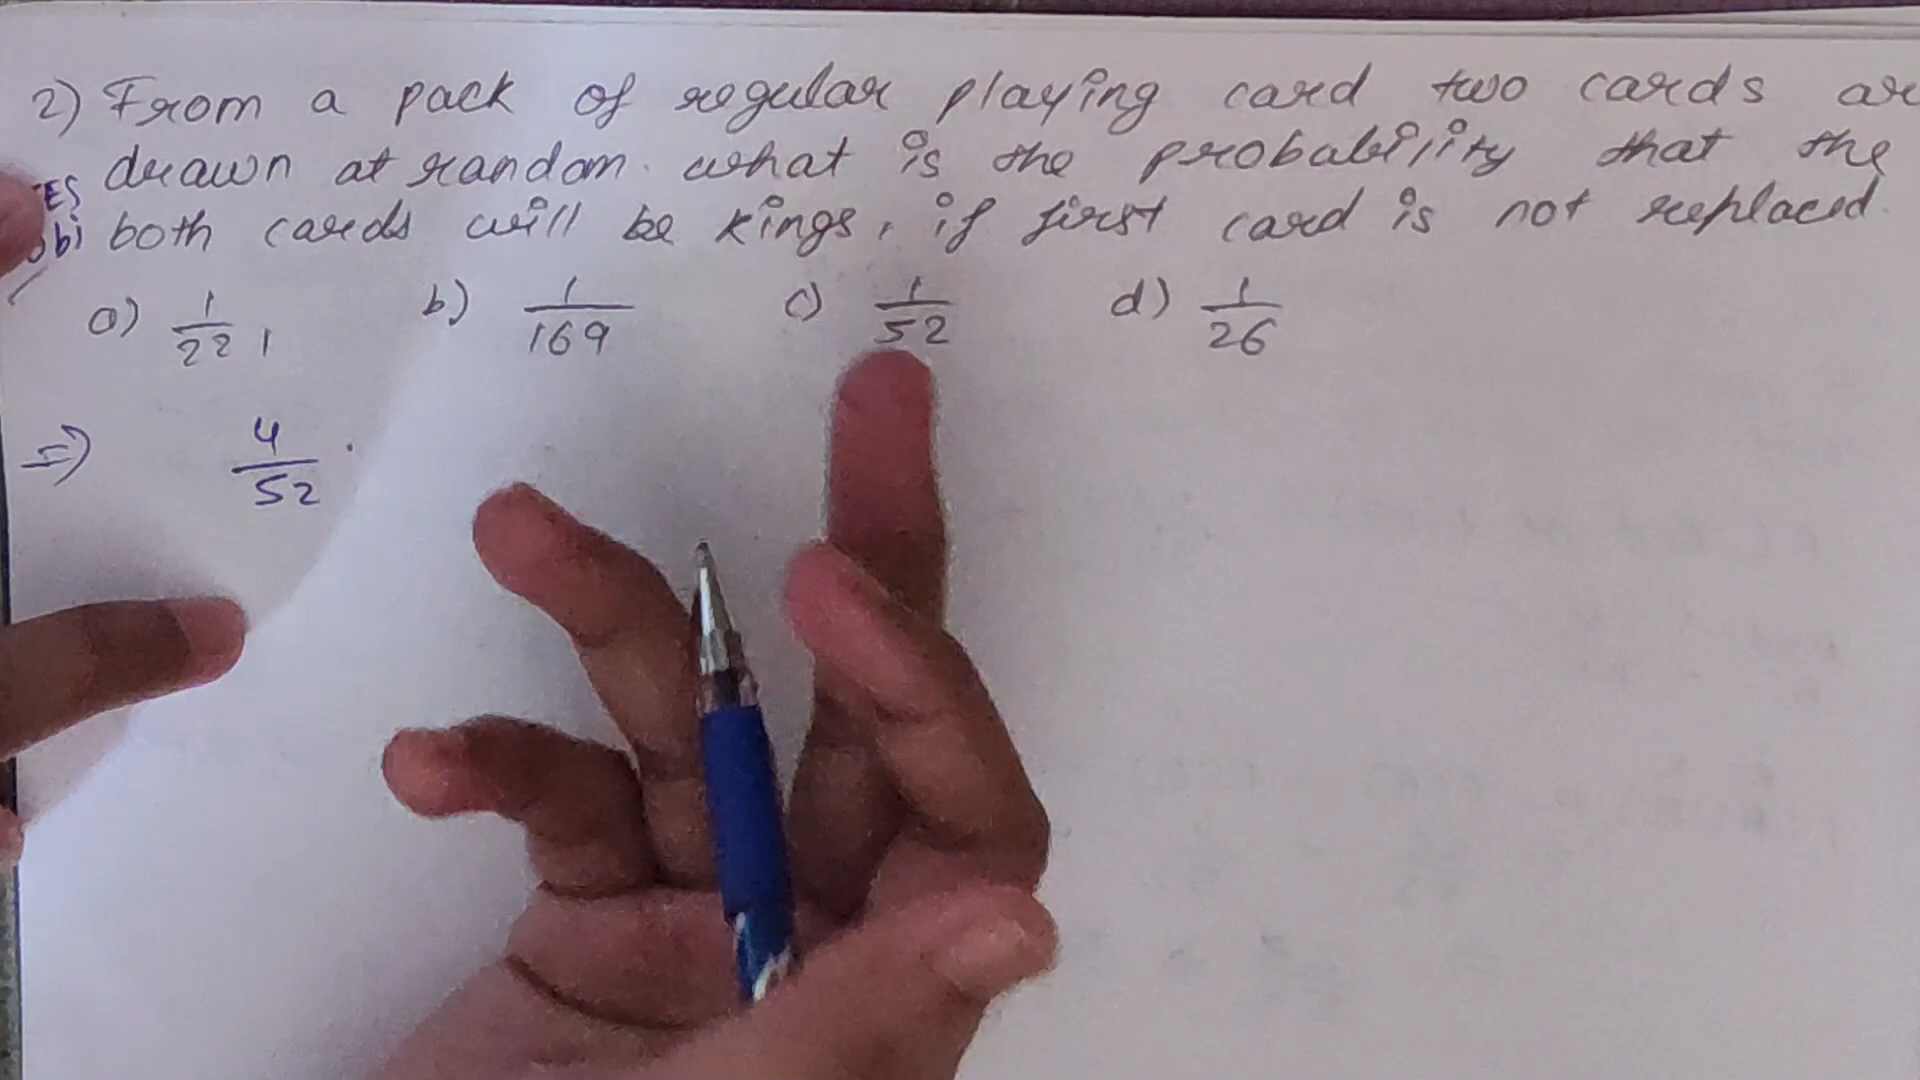 2) From a pack of regular playing card two cards ar
drawn at random. what is the probability that the
both cards will be kings, if first card is not replaced.
a) 1/221 b) 1/169 c) 1/52 d) 1/26
⇒ 4/52 .